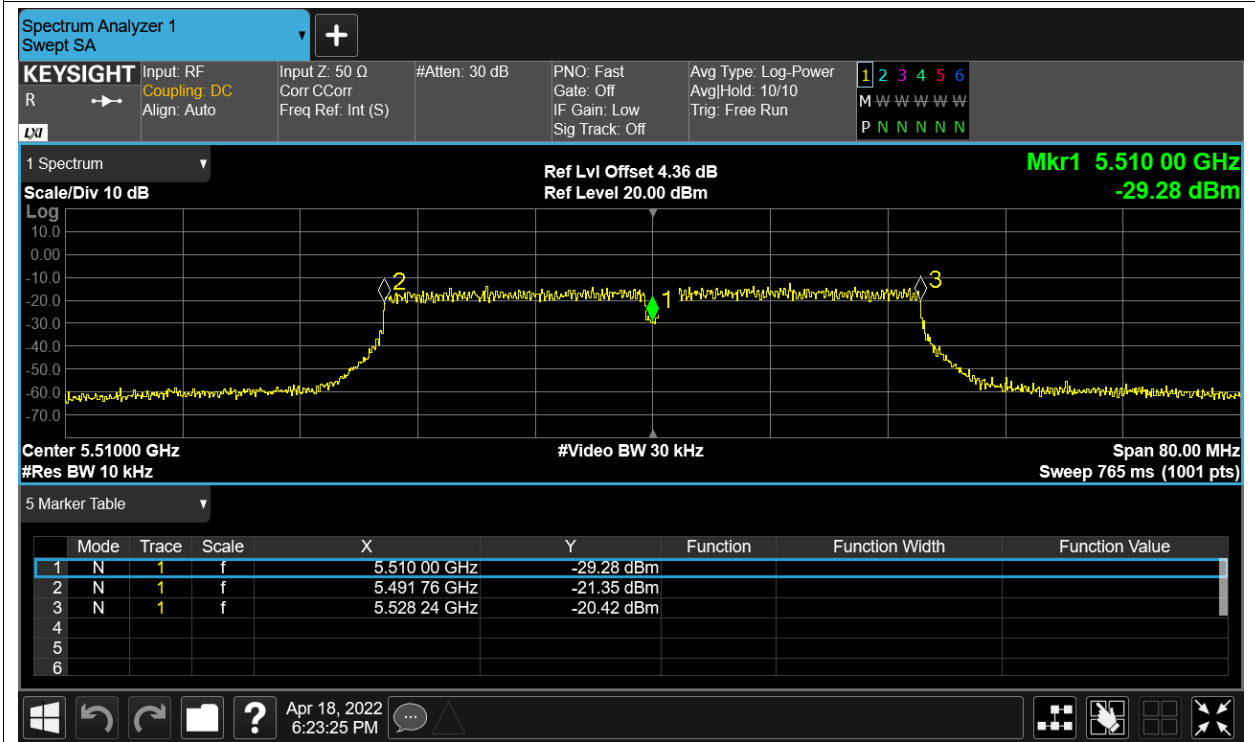 Spectrum Analyzer 1
Swept SA
+
KEYSIGHT Input: RF Input Z: 50 Ω #Atten: 30 dB PNO: Fast Avg Type: Log-Power 1 2 3 4 5 6
R Coupling: DC Corr CCorr Gate: Off Avg|Hold: 10/10 M W W W W W
Align: Auto Freq Ref: Int (S) IF Gain: Low Trig: Free Run
LXI Sig Track: Off P N N N N N N
1 Spectrum Ref Lvl Offset 4.36 dB Mkr1 5.510 00 GHz
Scale/Div 10 dB Ref Level 20.00 dBm -29.28 dBm
Log
10.0
0.00
-10.0
2 3
-20.0
1
-30.0
-40.0
-50.0
-60.0
-70.0
Center 5.51000 GHz #Video BW 30 kHz Span 80.00 MHz
#Res BW 10 kHz Sweep 765 ms (1001 pts)
5 Marker Table
Mode Trace Scale X Y Function Function Width Function Value
1 N 1 f 5.510 00 GHz -29.28 dBm
2 N 1 f 5.491 76 GHz -21.35 dBm
3 N 1 f 5.528 24 GHz -20.42 dBm
4
5
6
? Apr 18, 2022
6:23:25 PM